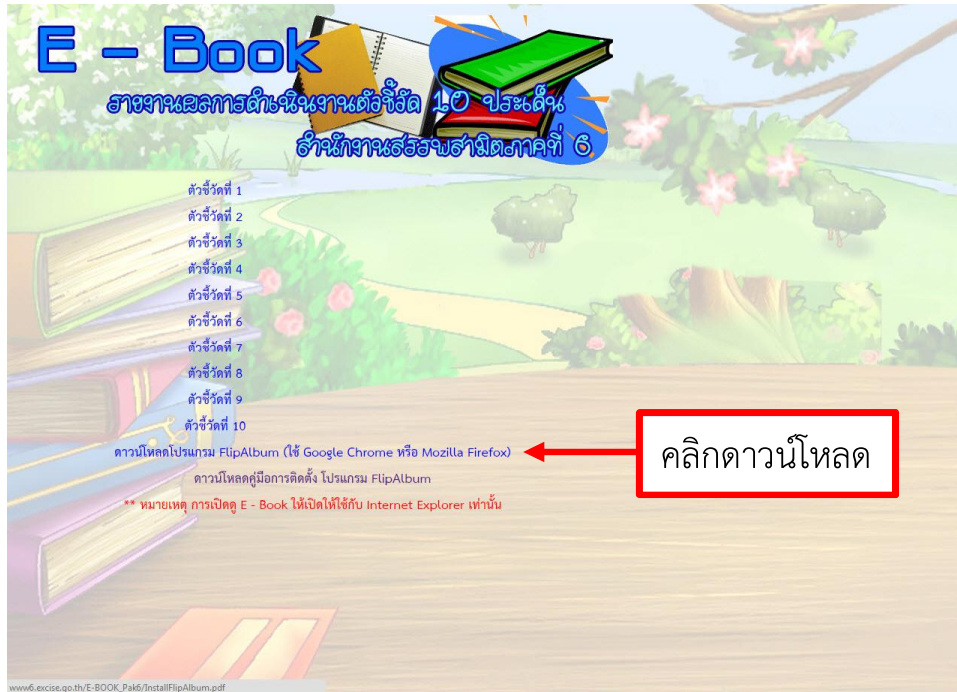 E - Book
รายงานผลการดำเนินงานตัวชี้วัด 10 ประเด็น
สำนักงานสรรพสามิตภาคที่ 6
ตัวชี้วัดที่ 1
ตัวชี้วัดที่ 2
ตัวชี้วัดที่ 3
ตัวชี้วัดที่ 4
ตัวชี้วัดที่ 5
ตัวชี้วัดที่ 6
ตัวชี้วัดที่ 7
ตัวชี้วัดที่ 8
ตัวชี้วัดที่ 9
ตัวชี้วัดที่ 10
ดาวน์โหลดโปรแกรม FlipAlbum (ใช้ Google Chrome หรือ Mozilla Firefox)
คลิกดาวน์โหลด
ดาวน์โหลดคู่มือการติดตั้ง โปรแกรม FlipAlbum
** หมายเหตุ การเปิดดู E - Book ให้เปิดให้ใช้กับ Internet Explorer เท่านั้น
www6.excise.go.th/E-BOOK_Pak6/InstallFlipAlbum.pdf